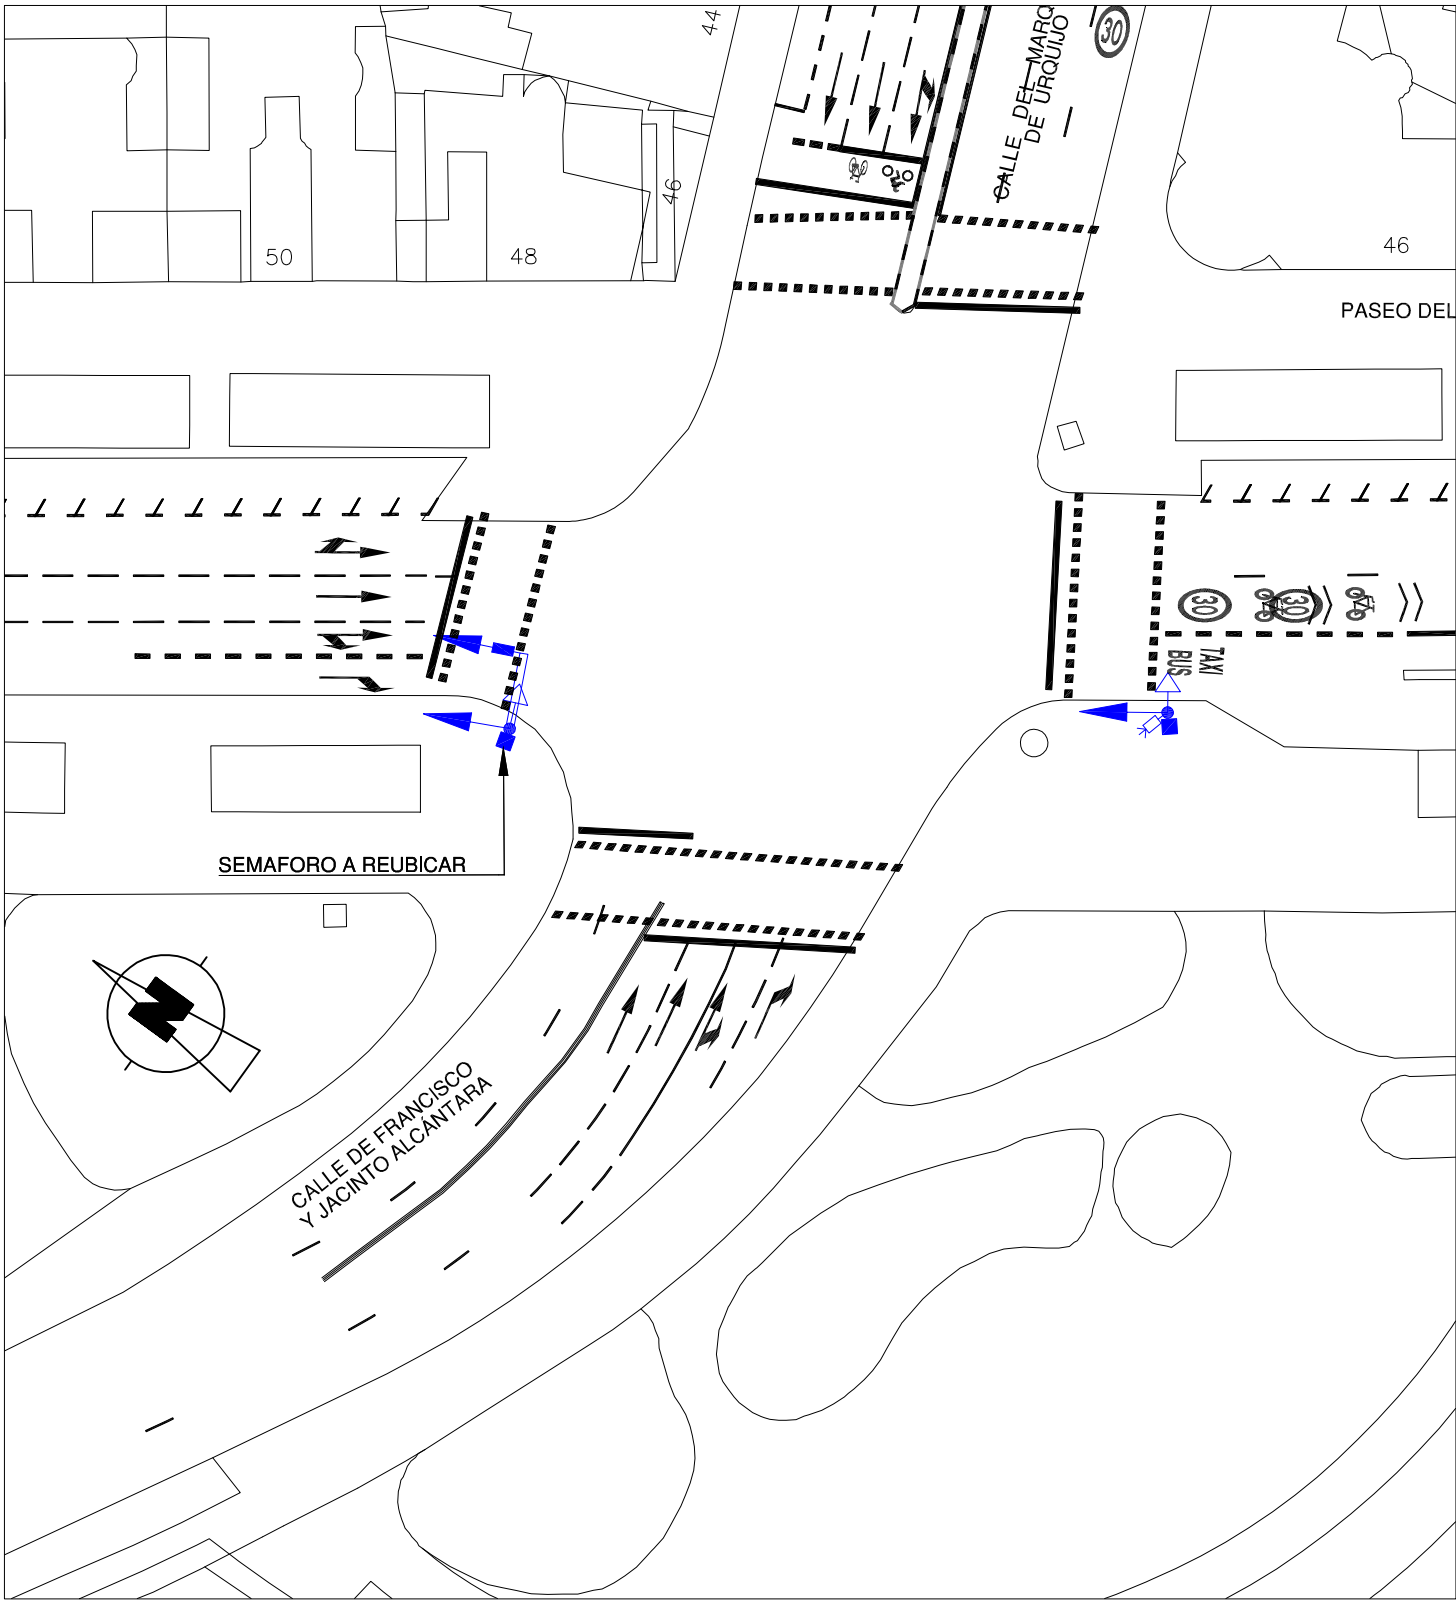 44
30
CALLE DEL MARQ
DE URQUIJO
46
50
48
46
PASEO DEL
30
30
TAXI
BUS
SEMAFORO A REUBICAR
N
CALLE DE FRANCISCO
Y JACINTO ALCÁNTARA